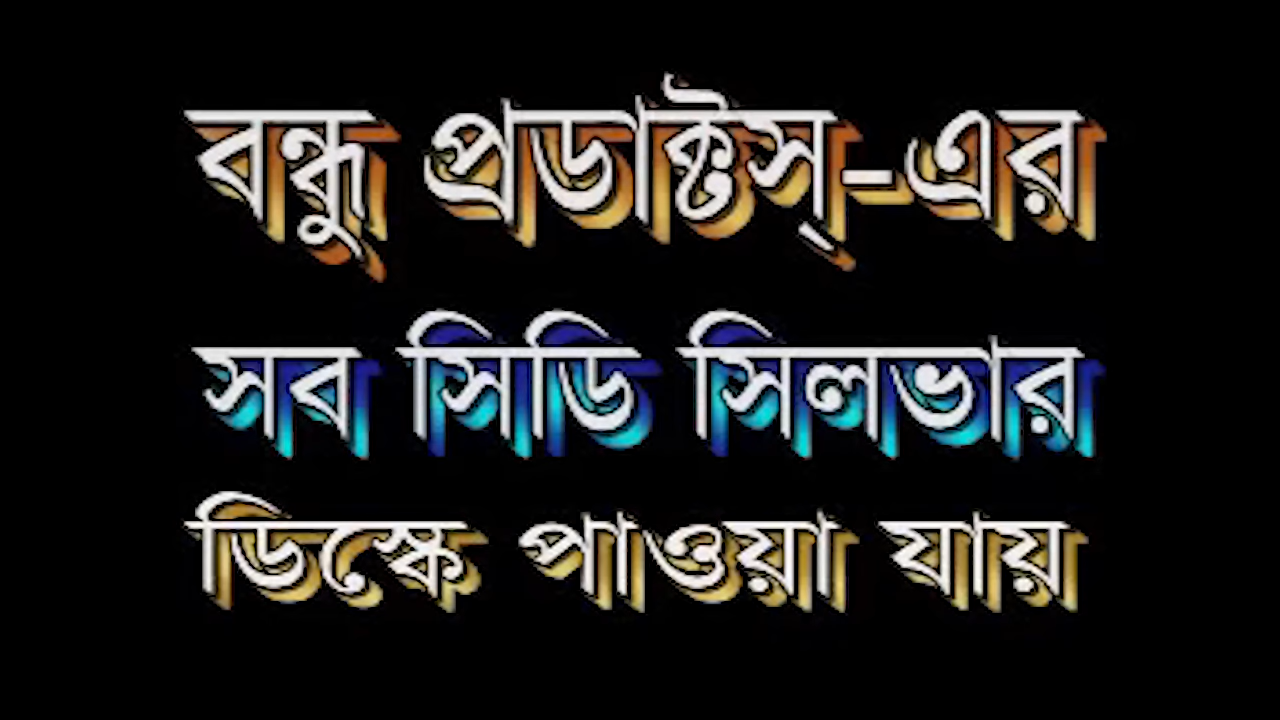 বন্ধু প্রডাক্টস্-এর
সব সিডি সিলভার
ডিস্কে পাওয়া যায়